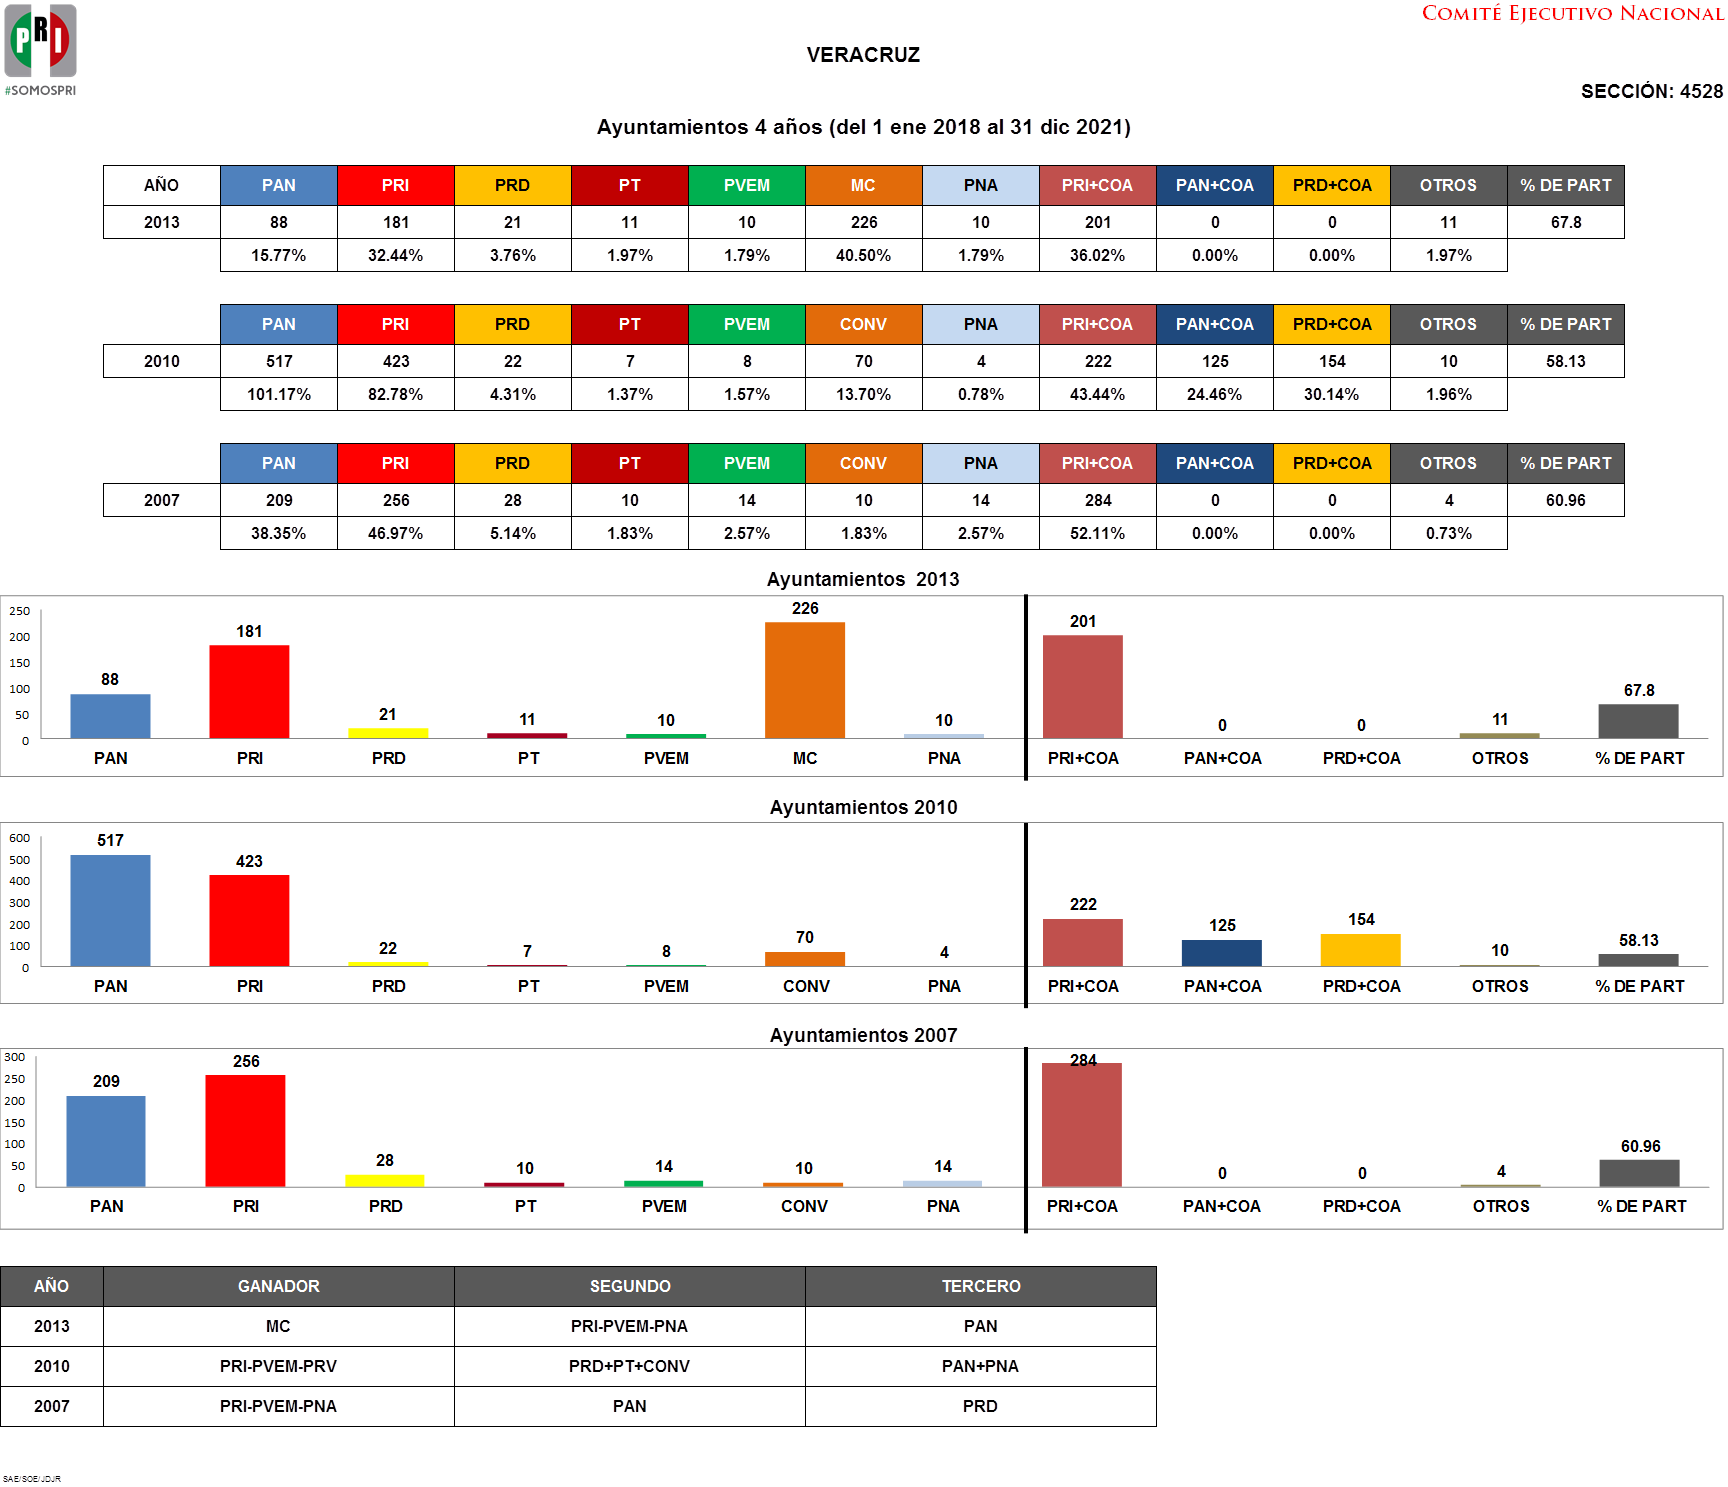 PRI
#SOMOSPRI
COMITÉ EJECUTIVO NACIONAL
VERACRUZ
SECCIÓN: 4528
Ayuntamientos 4 años (del 1 ene 2018 al 31 dic 2021)
AÑO PAN PRI PRD PT PVEM MC PNA PRI+COA PAN+COA PRD+COA OTROS % DE PART
2013 88 181 21 11 10 226 10 201 0 0 11 67.8
15.77% 32.44% 3.76% 1.97% 1.79% 40.50% 1.79% 36.02% 0.00% 0.00% 1.97%
PAN PRI PRD PT PVEM CONV PNA PRI+COA PAN+COA PRD+COA OTROS % DE PART
2010 517 423 22 7 8 70 4 222 125 154 10 58.13
101.17% 82.78% 4.31% 1.37% 1.57% 13.70% 0.78% 43.44% 24.46% 30.14% 1.96%
PAN PRI PRD PT PVEM CONV PNA PRI+COA PAN+COA PRD+COA OTROS % DE PART
2007 209 256 28 10 14 10 14 284 0 0 4 60.96
38.35% 46.97% 5.14% 1.83% 2.57% 1.83% 2.57% 52.11% 0.00% 0.00% 0.73%
Ayuntamientos 2013
250
200
150
100
50
0
88 181 21 11 10 226 10 201 0 0 11 67.8
PAN PRI PRD PT PVEM MC PNA PRI+COA PAN+COA PRD+COA OTROS % DE PART
Ayuntamientos 2010
600
500
400
300
200
100
0
517 423 22 7 8 70 4 222 125 154 10 58.13
PAN PRI PRD PT PVEM CONV PNA PRI+COA PAN+COA PRD+COA OTROS % DE PART
Ayuntamientos 2007
300
250
200
150
100
50
0
209 256 28 10 14 10 14 284 0 0 4 60.96
PAN PRI PRD PT PVEM CONV PNA PRI+COA PAN+COA PRD+COA OTROS % DE PART
AÑO GANADOR SEGUNDO TERCERO
2013 MC PRI-PVEM-PNA PAN
2010 PRI-PVEM-PRV PRD+PT+CONV PAN+PNA
2007 PRI-PVEM-PNA PAN PRD
SAE/SOE/JDJR